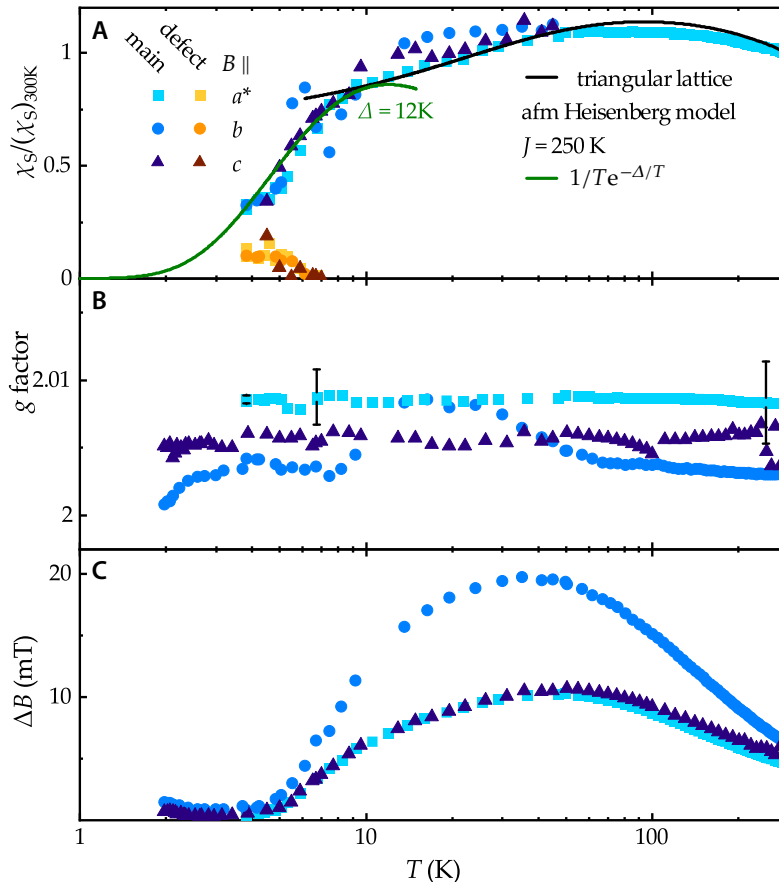 A
main
defect
B ||
a*
b
c
triangular lattice
afm Heisenberg model
J = 250 K
1/Te^{-Δ/T}
Δ = 12K
χS/(χS)300K
1
0.5
0
B
g factor
2.01
2
C
ΔB (mT)
20
10
1
10
100
T (K)